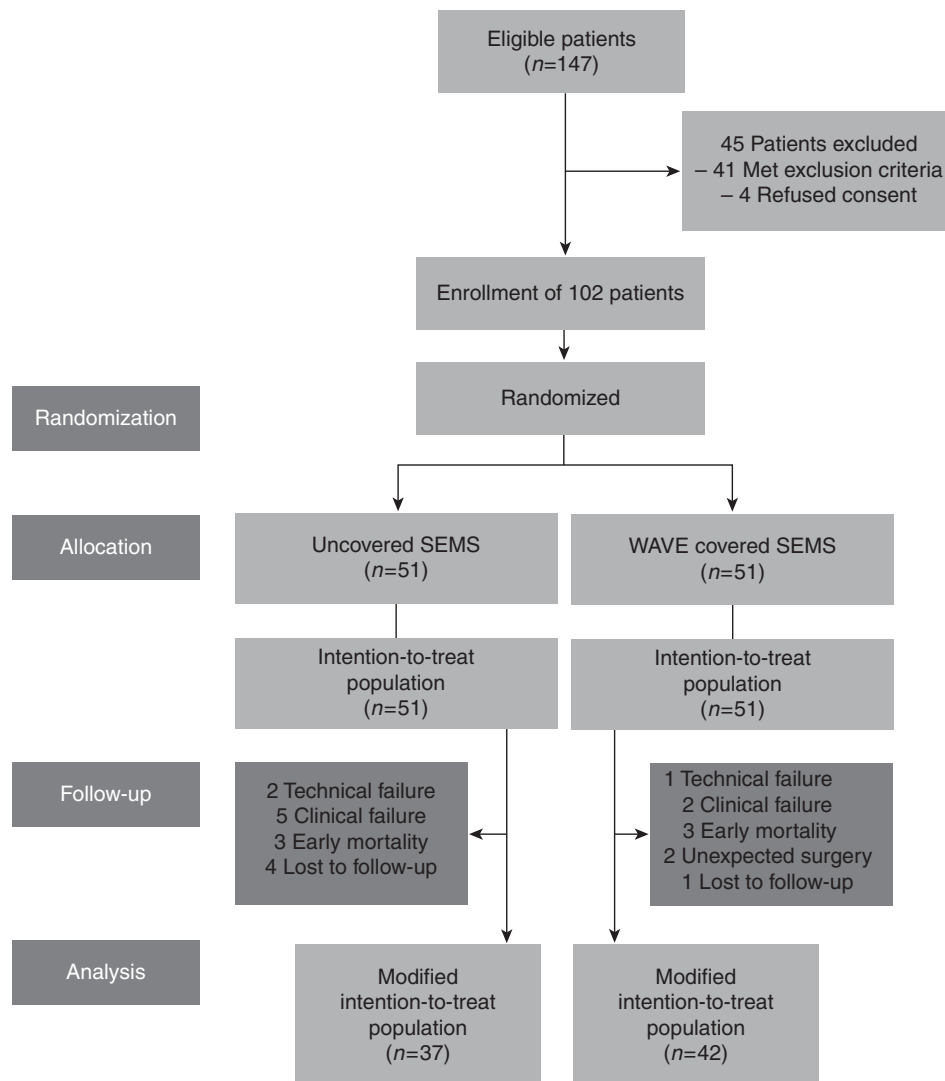 Eligible patients
(n=147)
45 Patients excluded
– 41 Met exclusion criteria
– 4 Refused consent
Enrollment of 102 patients
Randomization
Randomized
Allocation
Uncovered SEMS
(n=51)
WAVE covered SEMS
(n=51)
Intention-to-treat
population
(n=51)
Intention-to-treat
population
(n=51)
Follow-up
2 Technical failure
5 Clinical failure
3 Early mortality
4 Lost to follow-up
1 Technical failure
2 Clinical failure
3 Early mortality
2 Unexpected surgery
1 Lost to follow-up
Analysis
Modified
intention-to-treat
population
(n=37)
Modified
intention-to-treat
population
(n=42)